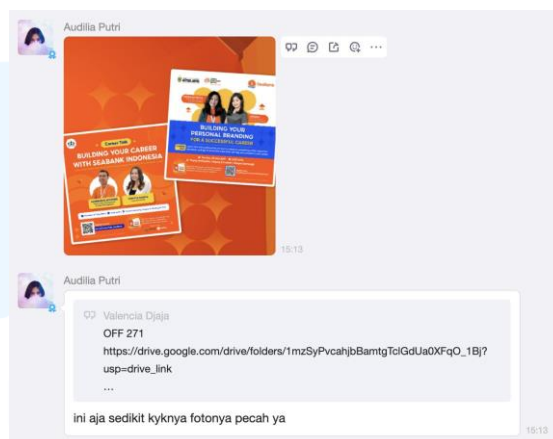 Audilia Putri
Career Talk
BUILDING YOUR CAREER
WITH SEABANK INDONESIA
BUILDING YOUR
PERSONAL BRANDING
FOR A SUCCESSFUL CAREER
15:13
Audilia Putri
Valencia Djaja
OFF 271
https://drive.google.com/drive/folders/1mzSyPvcahjbBamtgTclGdUa0XFqO_1Bj?
usp=drive_link
...
ini aja sedikit kyknya fotonya pecah ya
15:13